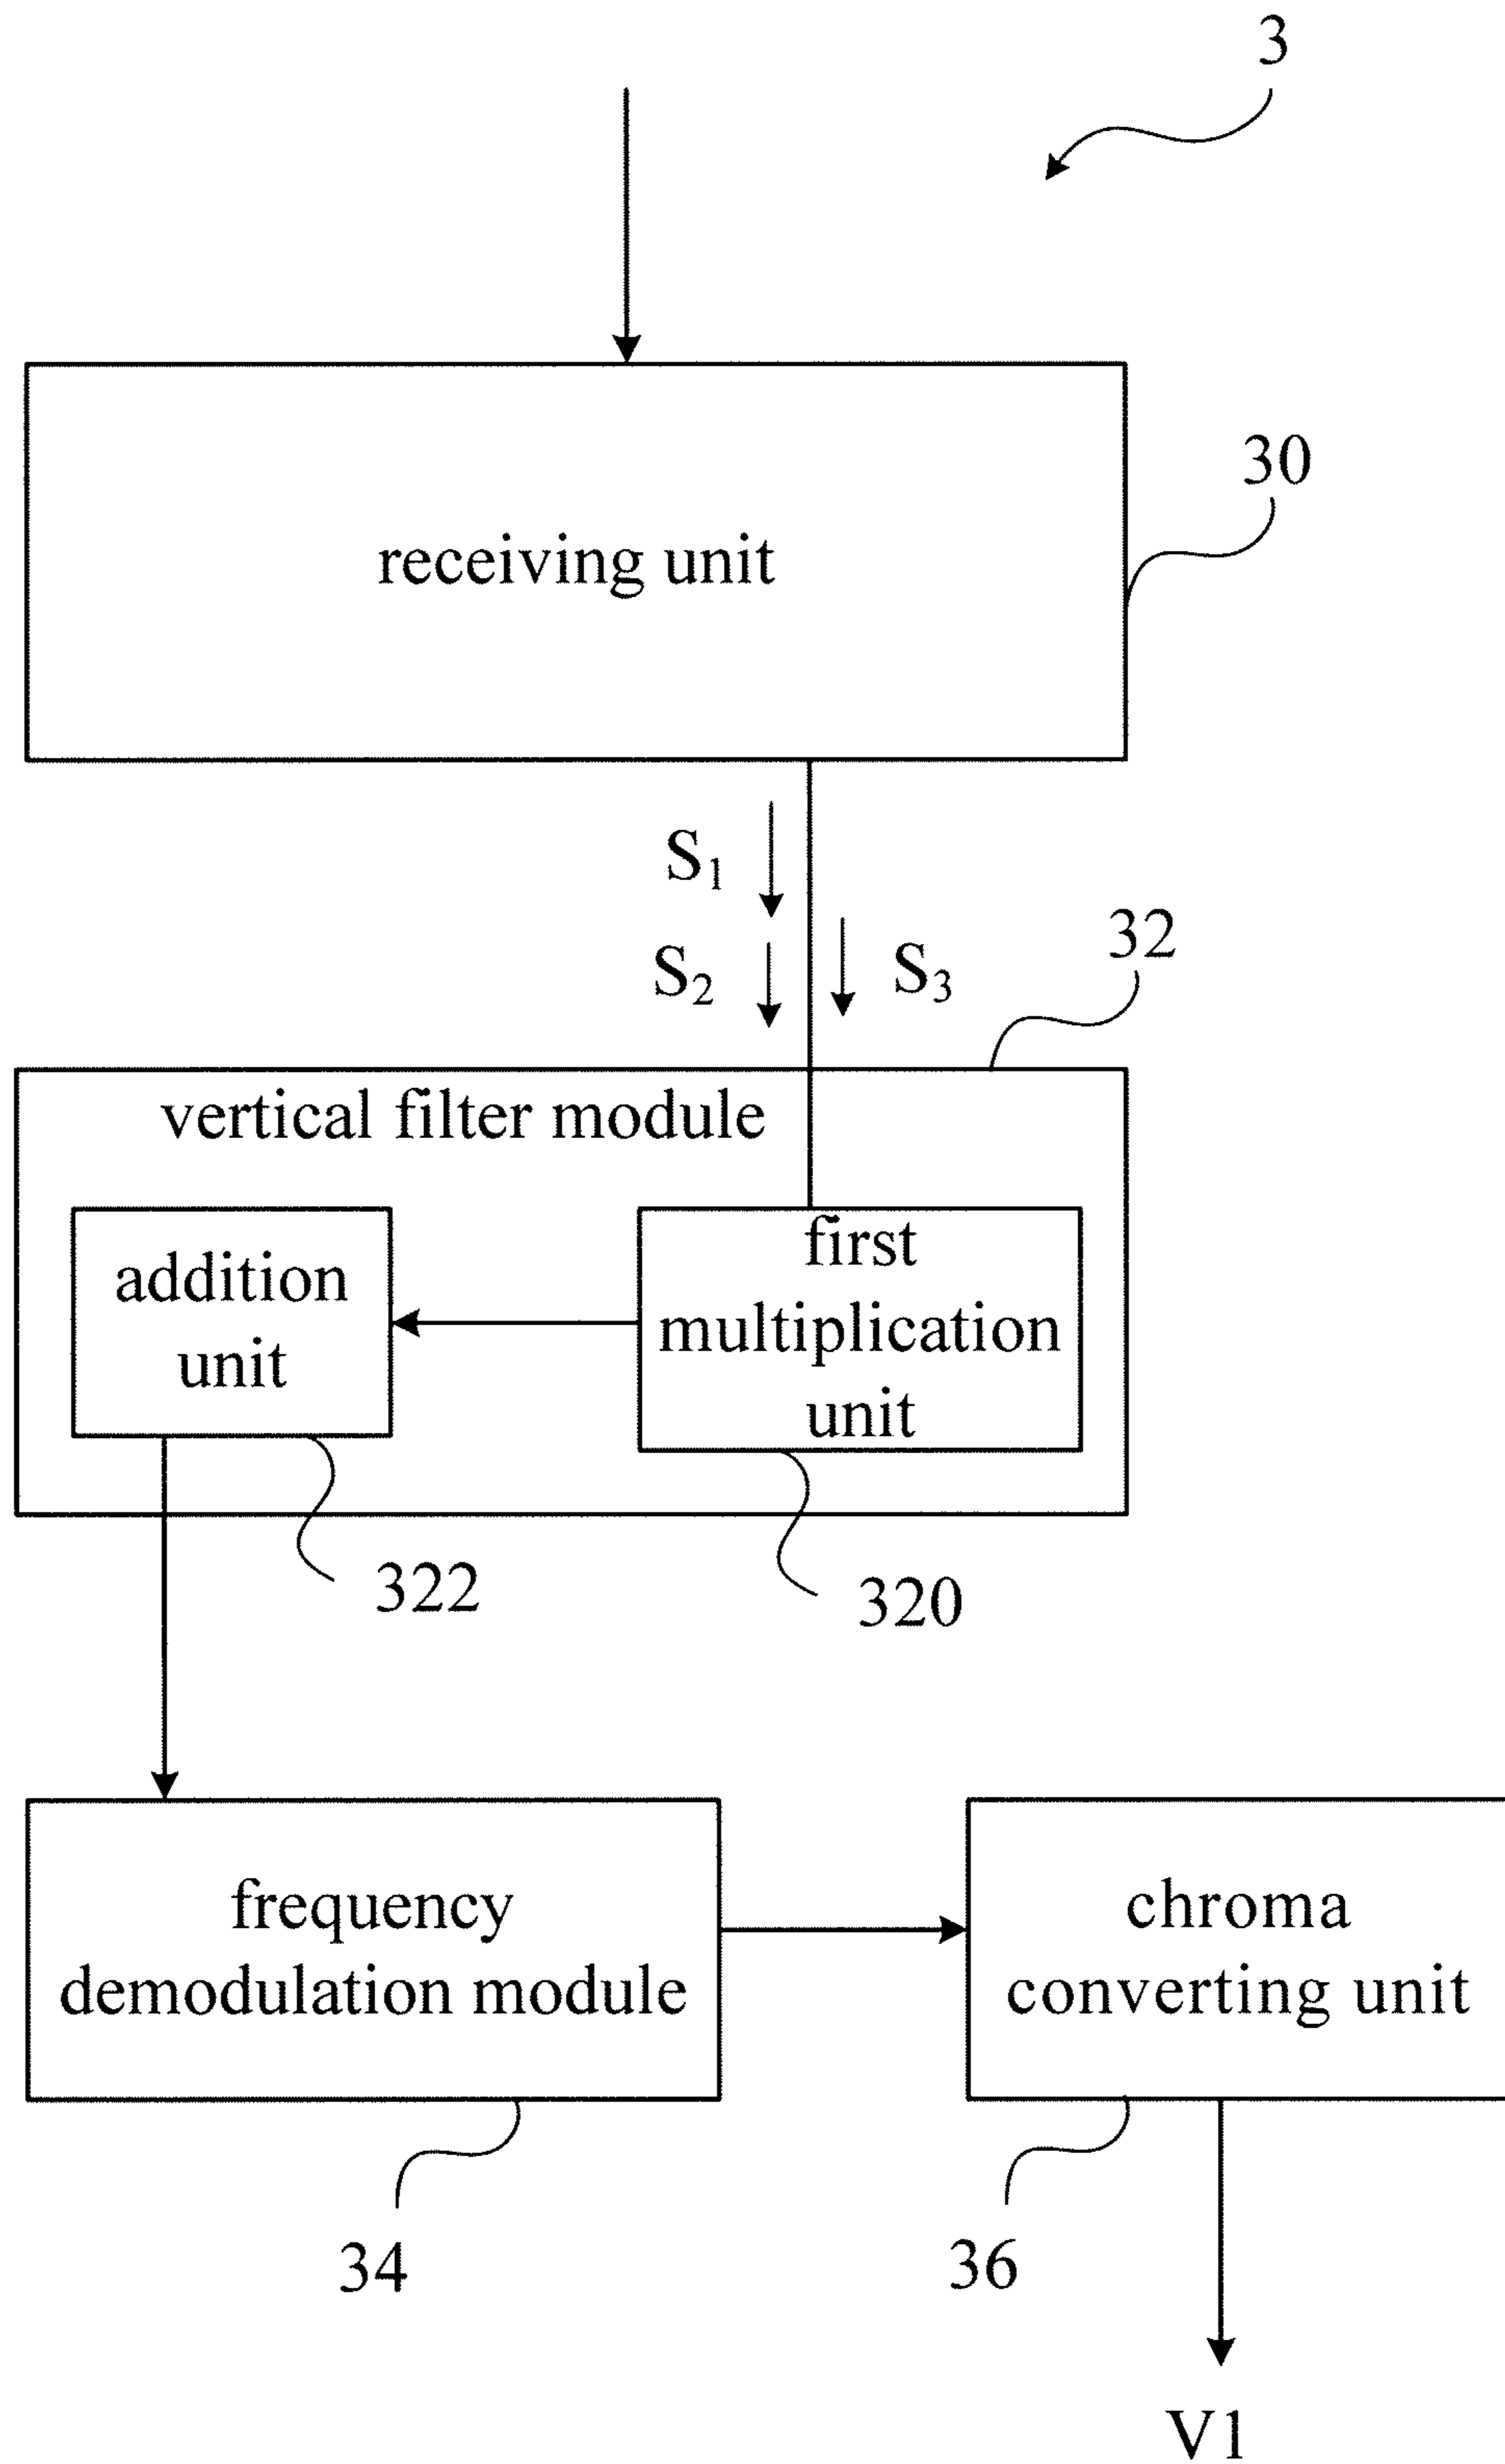 3
30
receiving unit
S₁
S₂
S₃
32
vertical filter module
addition
unit
first
multiplication
unit
322
320
frequency
demodulation module
chroma
converting unit
34
36
V1